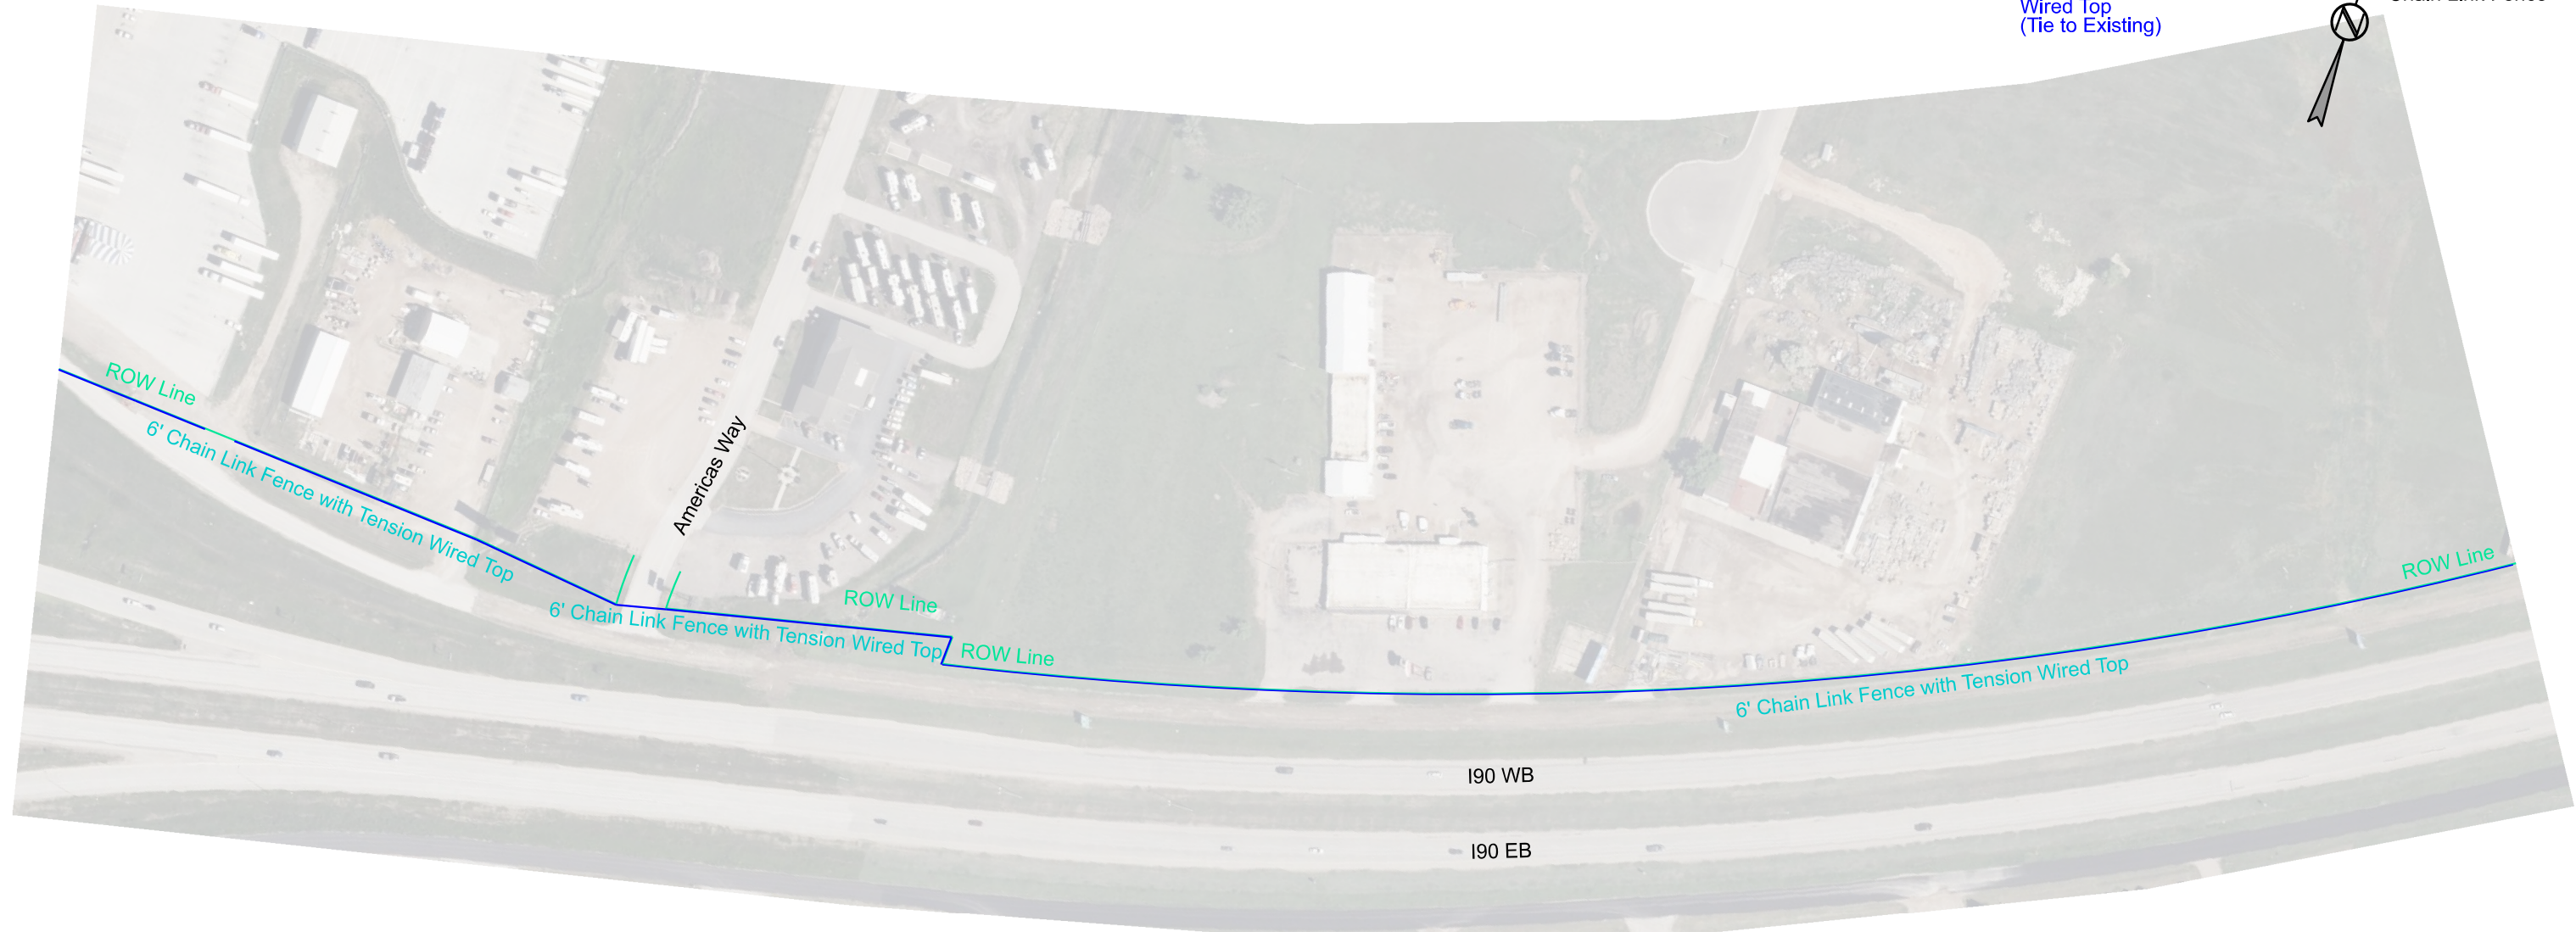 Wired Top
(Tie to Existing)
N
ROW Line
6' Chain Link Fence with Tension Wired Top
Americas Way
6' Chain Link Fence with Tension Wired Top
ROW Line
ROW Line
6' Chain Link Fence with Tension Wired Top
ROW Line
I90 WB
I90 EB